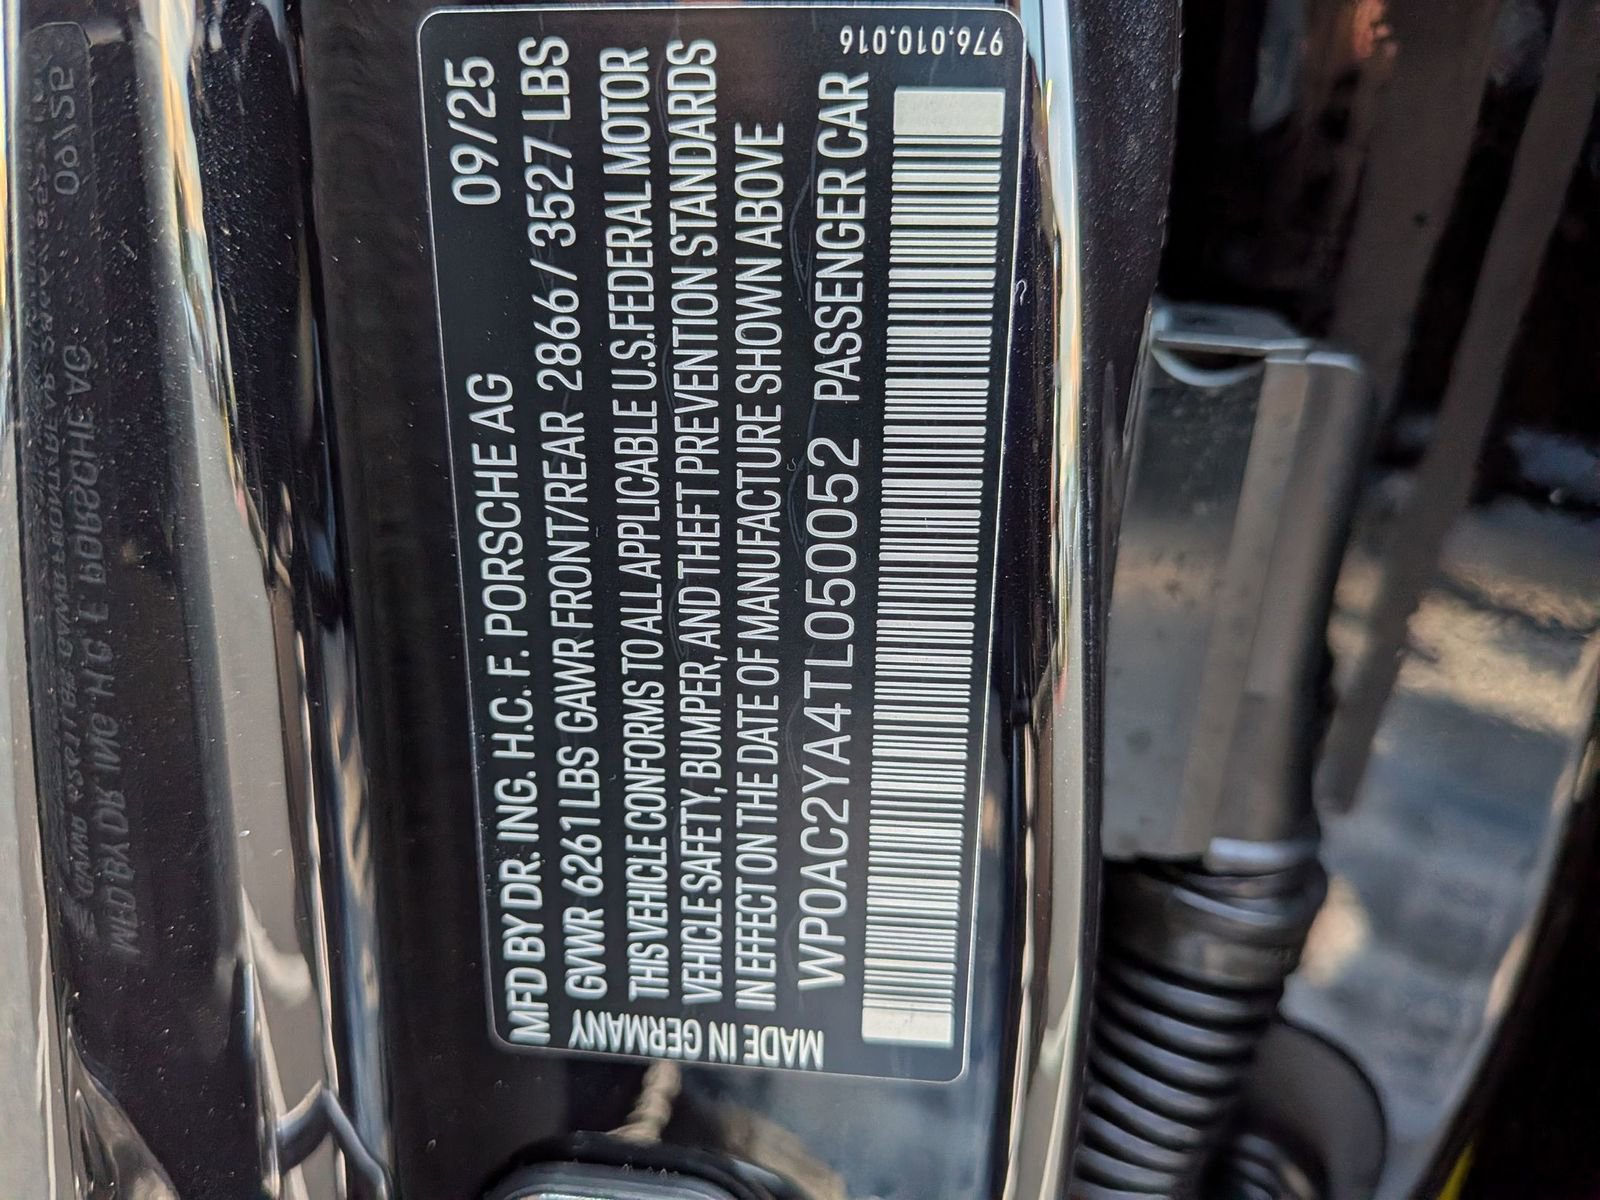 MFD BY DR. ING. H.C. F. PORSCHE AG 09/25
GVWR 6261 LBS GAWR FRONT/REAR 2866 / 3527 LBS
THIS VEHICLE CONFORMS TO ALL APPLICABLE U.S.FEDERAL MOTOR
VEHICLE SAFETY, BUMPER, AND THEFT PREVENTION STANDARDS
IN EFFECT ON THE DATE OF MANUFACTURE SHOWN ABOVE
WP0AC2YA4TL050052 PASSENGER CAR
MADE IN GERMANY
976.010.016